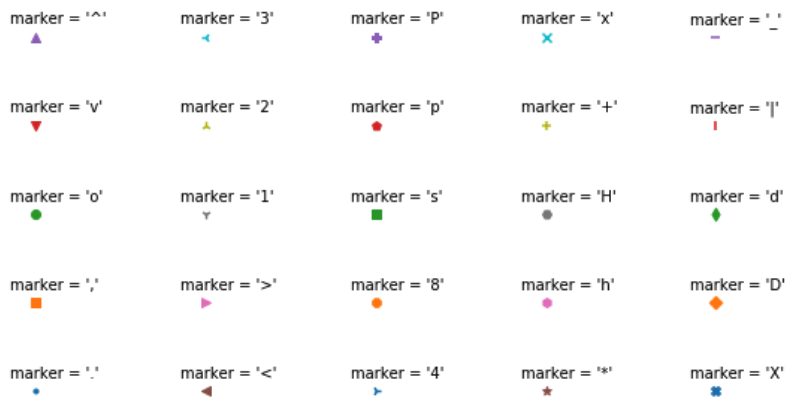 marker = '^' marker = '3' marker = 'P' marker = 'x' marker = '_'
marker = 'v' marker = '2' marker = 'p' marker = '+' marker = '|'
marker = 'o' marker = '1' marker = 's' marker = 'H' marker = 'd'
marker = ',' marker = '>' marker = '8' marker = 'h' marker = 'D'
marker = '.' marker = '<' marker = '4' marker = '*' marker = 'X'